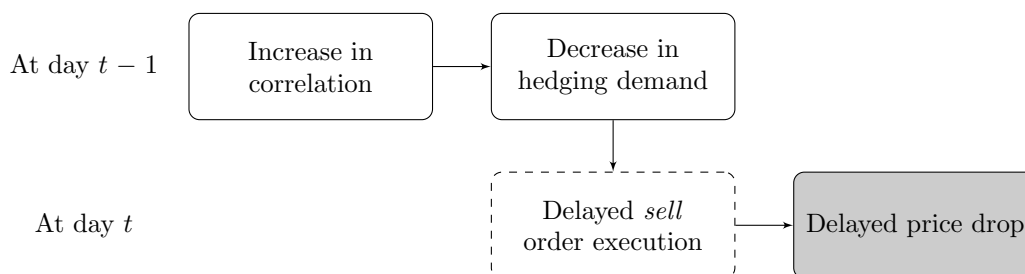 At day t − 1
Increase in
correlation
Decrease in
hedging demand
At day t
Delayed sell
order execution
Delayed price drop